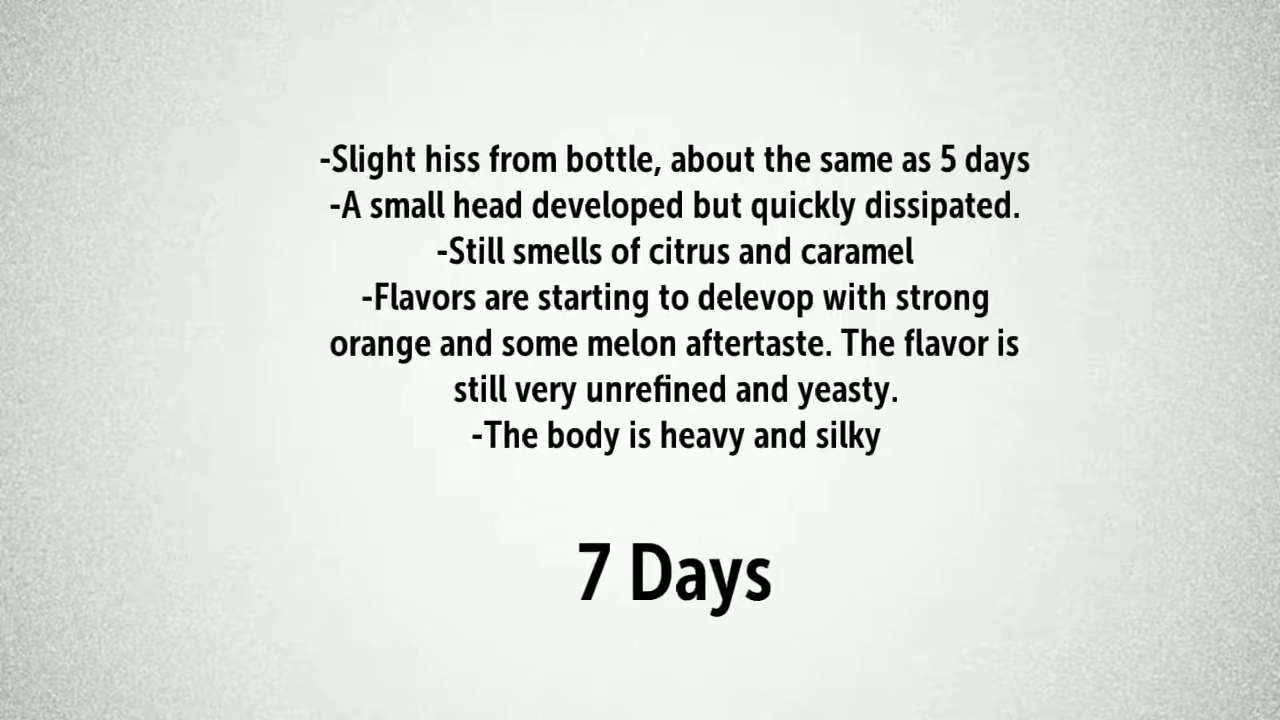 -Slight hiss from bottle, about the same as 5 days
-A small head developed but quickly dissipated.
-Still smells of citrus and caramel
-Flavors are starting to delevop with strong
orange and some melon aftertaste. The flavor is
still very unrefined and yeasty.
-The body is heavy and silky
7 Days